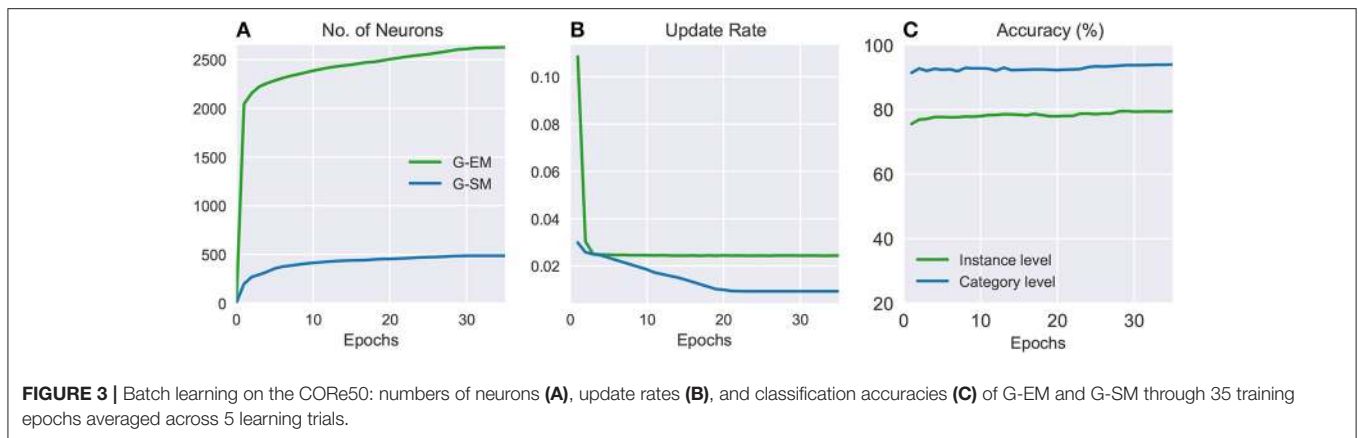 A
No. of Neurons
2500
2000
1500
1000
500
0
G-EM
G-SM
0 10 20 30
Epochs
B
Update Rate
0.10
0.08
0.06
0.04
0.02
0 10 20 30
Epochs
C
Accuracy (%)
100
80
60
40
20
Instance level
Category level
0 10 20 30
Epochs
FIGURE 3 | Batch learning on the CORe50: numbers of neurons (A), update rates (B), and classification accuracies (C) of G-EM and G-SM through 35 training
epochs averaged across 5 learning trials.